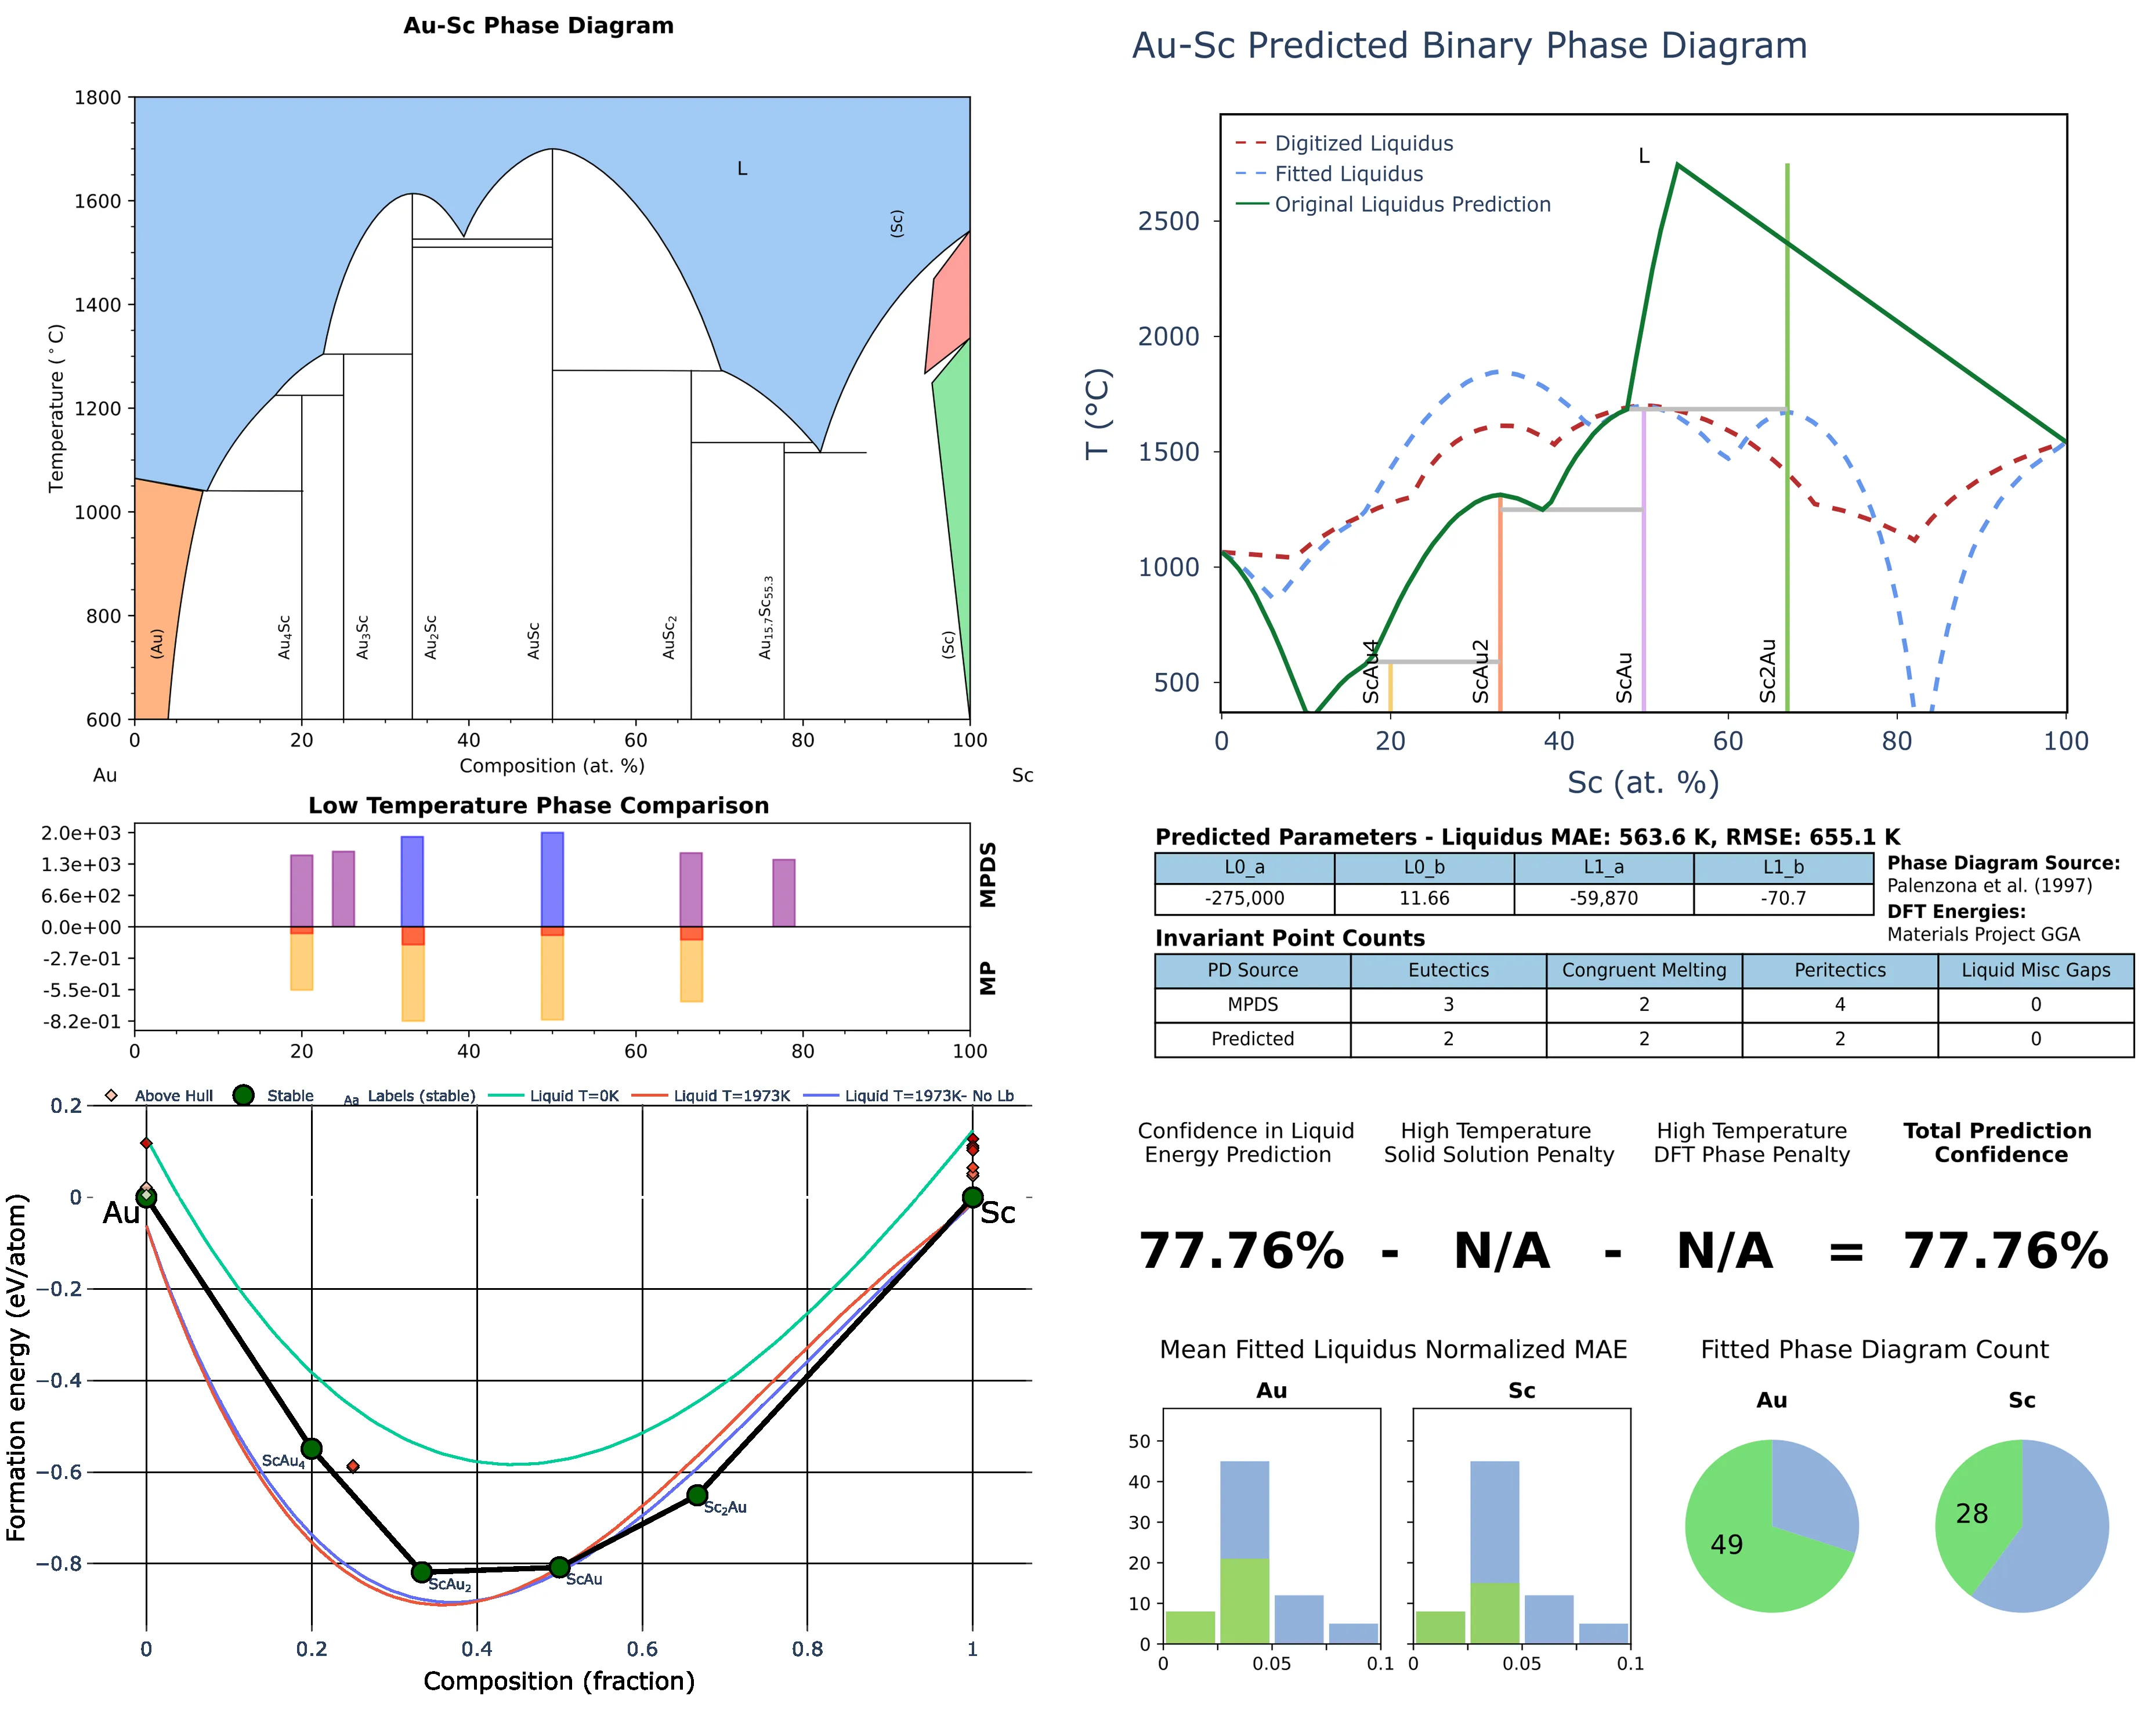 Au-Sc Phase Diagram
1800
1600
1400
1200
1000
800
600
Temperature (°C)
L
(Sc)
(Au)
Au4Sc
Au3Sc
Au2Sc
AuSc
AuSc2
Au15.7Sc55.3
(Sc)
0 20 40 60 80 100
Composition (at. %)
Au Sc
Low Temperature Phase Comparison
2.0e+03
1.3e+03
6.6e+02
0.0e+00
-2.7e-01
-5.5e-01
-8.2e-01
MPDS
MP
0 20 40 60 80 100
Above Hull Stable Aa Labels (stable) Liquid T=0K Liquid T=1973K Liquid T=1973K- No Lb
0.2
0
−0.2
−0.4
−0.6
−0.8
Formation energy (eV/atom)
Au
Sc
ScAu4
ScAu2
ScAu
Sc2Au
0 0.2 0.4 0.6 0.8 1
Composition (fraction)
Au-Sc Predicted Binary Phase Diagram
Digitized Liquidus
Fitted Liquidus
Original Liquidus Prediction
L
2500
2000
1500
1000
500
T (°C)
ScAu4
ScAu2
ScAu
Sc2Au
0 20 40 60 80 100
Sc (at. %)
Predicted Parameters - Liquidus MAE: 563.6 K, RMSE: 655.1 K
L0_a L0_b L1_a L1_b
-275,000 11.66 -59,870 -70.7
Phase Diagram Source:
Palenzona et al. (1997)
DFT Energies:
Materials Project GGA
Invariant Point Counts
PD Source Eutectics Congruent Melting Peritectics Liquid Misc Gaps
MPDS 3 2 4 0
Predicted 2 2 2 0
Confidence in Liquid High Temperature High Temperature Total Prediction
Energy Prediction Solid Solution Penalty DFT Phase Penalty Confidence
77.76% - N/A - N/A = 77.76%
Mean Fitted Liquidus Normalized MAE
Au Sc
50
40
30
20
10
0
0 0.05 0.1 0 0.05 0.1
Fitted Phase Diagram Count
Au Sc
49 28